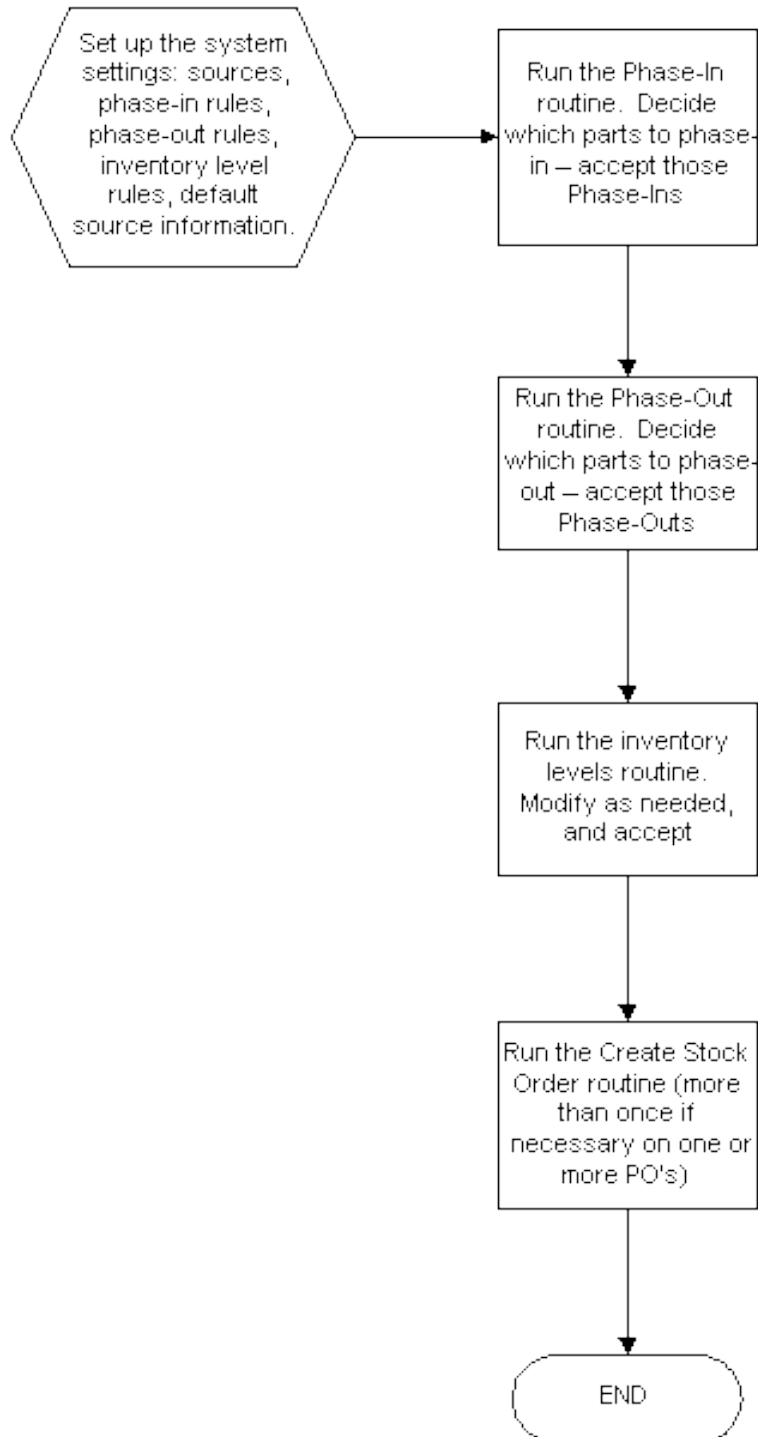 Set up the system
settings: sources,
phase-in rules,
phase-out rules,
inventory level
rules, default
source information.
Run the Phase-In
routine.  Decide
which parts to phase-
in – accept those
Phase-Ins
Run the Phase-Out
routine.  Decide
which parts to phase-
out – accept those
Phase-Outs
Run the inventory
levels routine.
Modify as needed,
and accept
Run the Create Stock
Order routine (more
than once if
necessary on one or
more PO's)
END